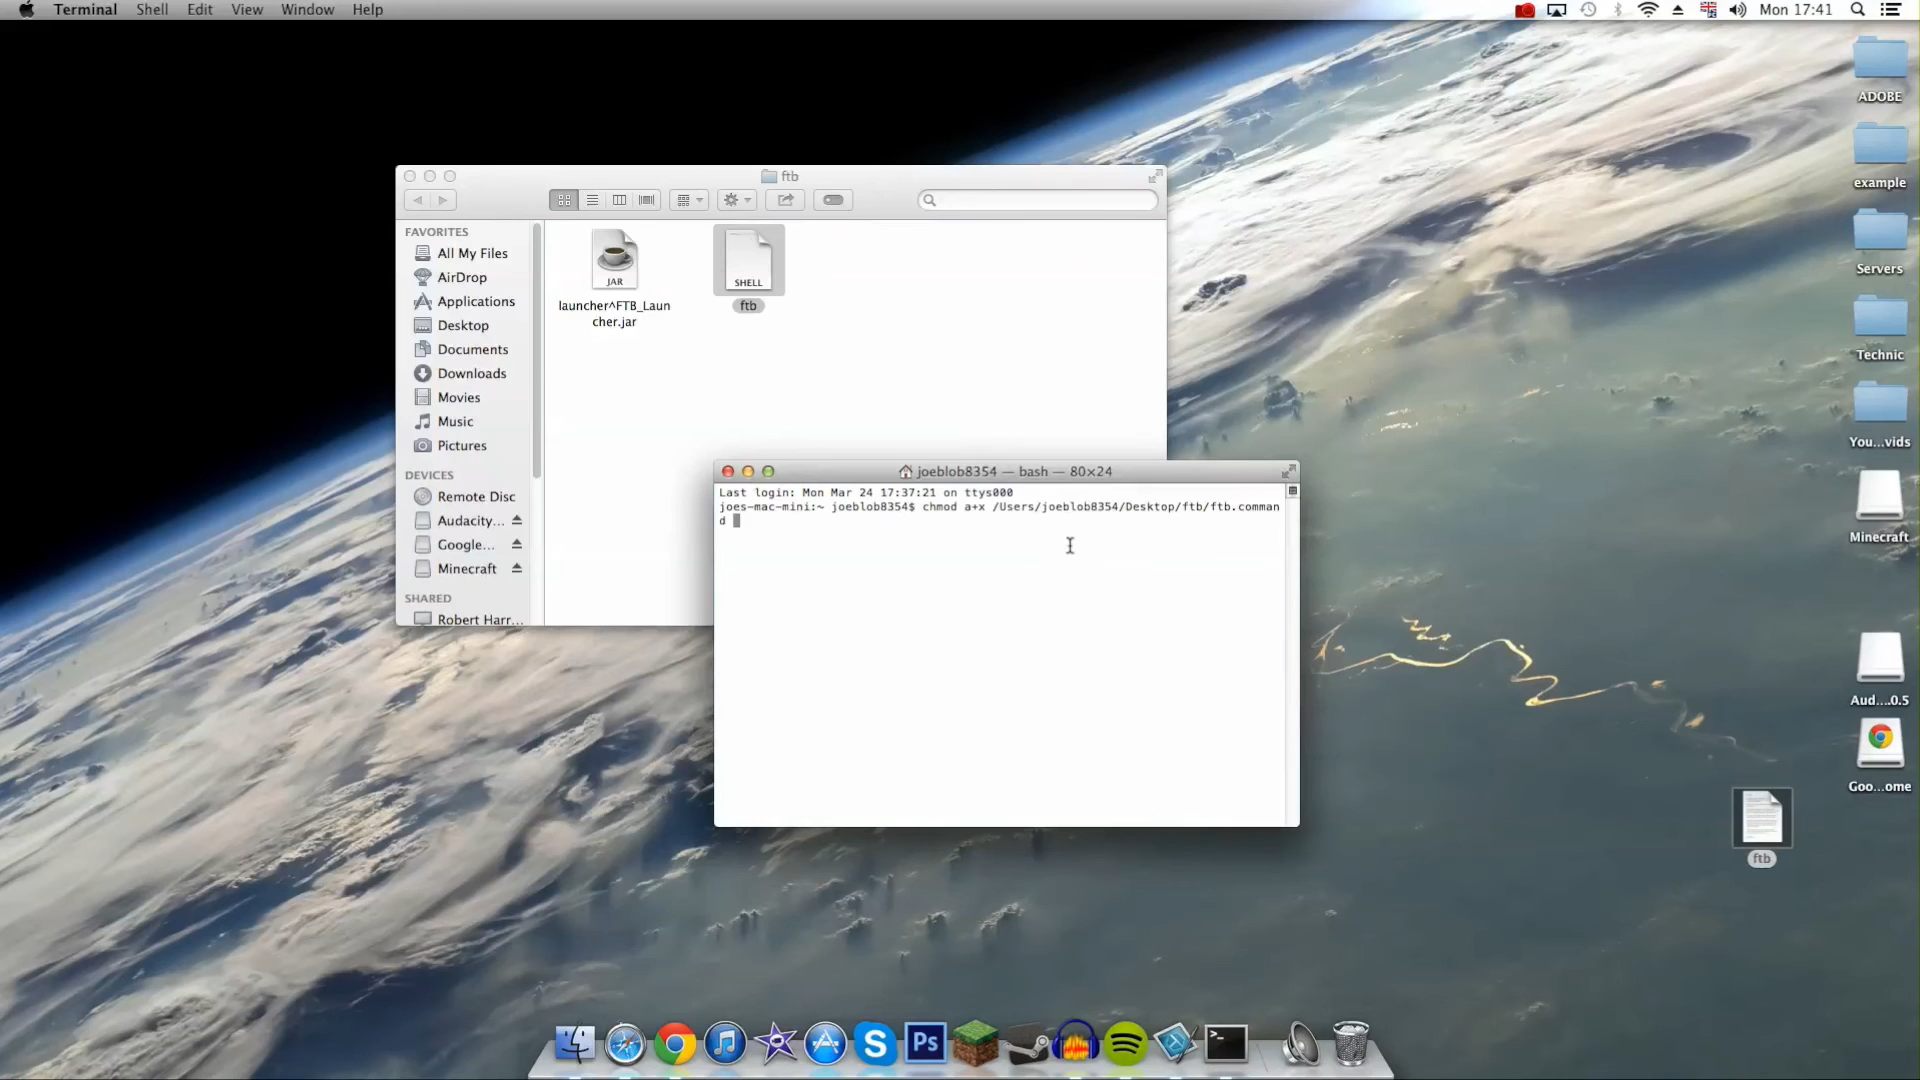 Terminal Shell Edit View Window Help
Mon 17:41
ftb
FAVORITES
All My Files
AirDrop
Applications
Desktop
Documents
Downloads
Movies
Music
Pictures
DEVICES
Remote Disc
Audacity...
Google...
Minecraft
SHARED
Robert Harr...
JAR
launcher^FTB_Laun
cher.jar
SHELL
ftb
joeblob8354 — bash — 80×24
Last login: Mon Mar 24 17:37:21 on ttys000
joes-mac-mini:~ joeblob8354$ chmod a+x /Users/joeblob8354/Desktop/ftb/ftb.comman
d
ADOBE
example
Servers
Technic
You...vids
Minecraft
Aud....0.5
Goo...ome
ftb
Ps